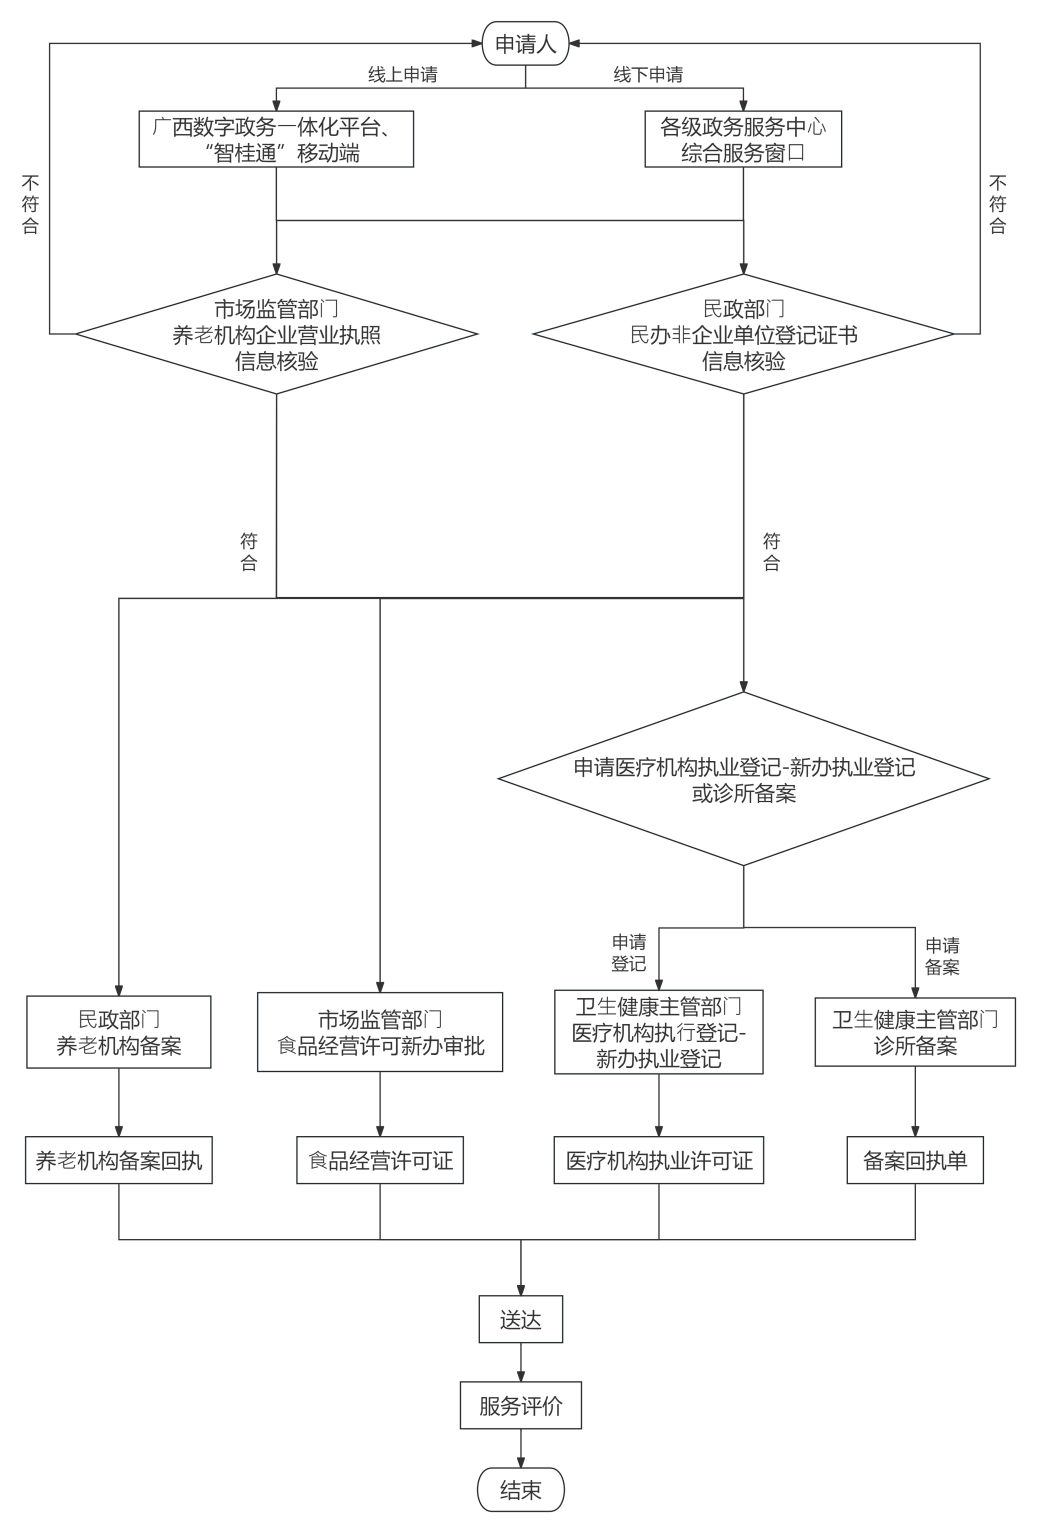 申请人
线上申请
线下申请
广西数字政务一体化平台、
“智桂通”移动端
各级政务服务中心
综合服务窗口
不
符
合
不
符
合
市场监管部门
养老机构企业营业执照
信息核验
民政部门
民办非企业单位登记证书
信息核验
符
合
符
合
申请医疗机构执业登记-新办执业登记
或诊所备案
申请
登记
申请
备案
民政部门
养老机构备案
市场监管部门
食品经营许可新办审批
卫生健康主管部门
医疗机构执行登记-
新办执业登记
卫生健康主管部门
诊所备案
养老机构备案回执
食品经营许可证
医疗机构执业许可证
备案回执单
送达
服务评价
结束